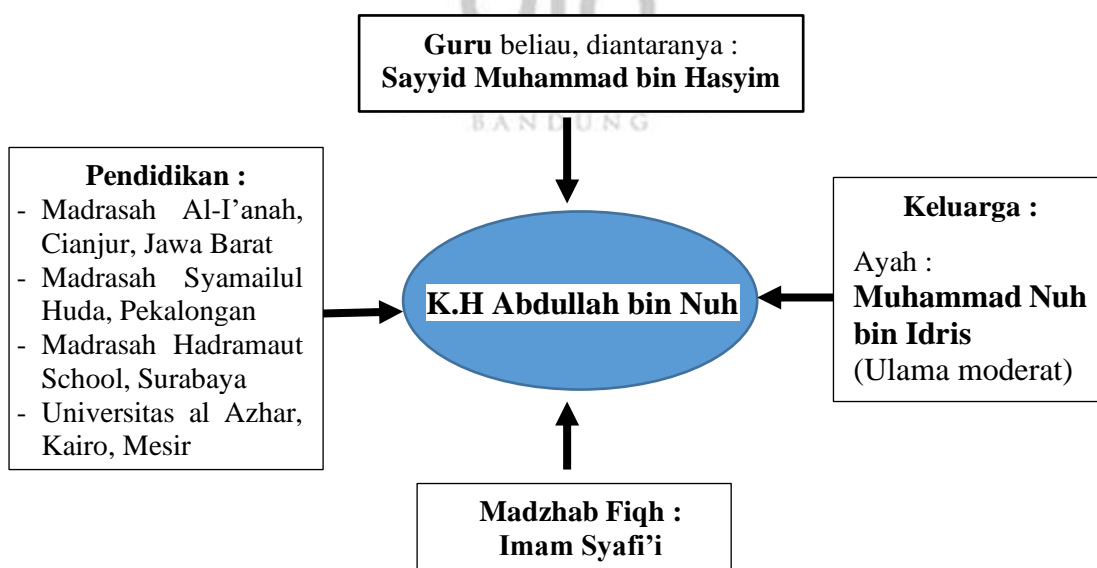 Guru beliau, diantaranya :
Sayyid Muhammad bin Hasyim
BANDUNG
Pendidikan :
- Madrasah Al-I’anah,
Cianjur, Jawa Barat
- Madrasah Syamailul
Huda, Pekalongan
- Madrasah Hadramaut
School, Surabaya
- Universitas al Azhar,
Kairo, Mesir
K.H Abdullah bin Nuh
Keluarga :
Ayah :
Muhammad Nuh
bin Idris
(Ulama moderat)
Madzhab Fiqh :
Imam Syafi’i